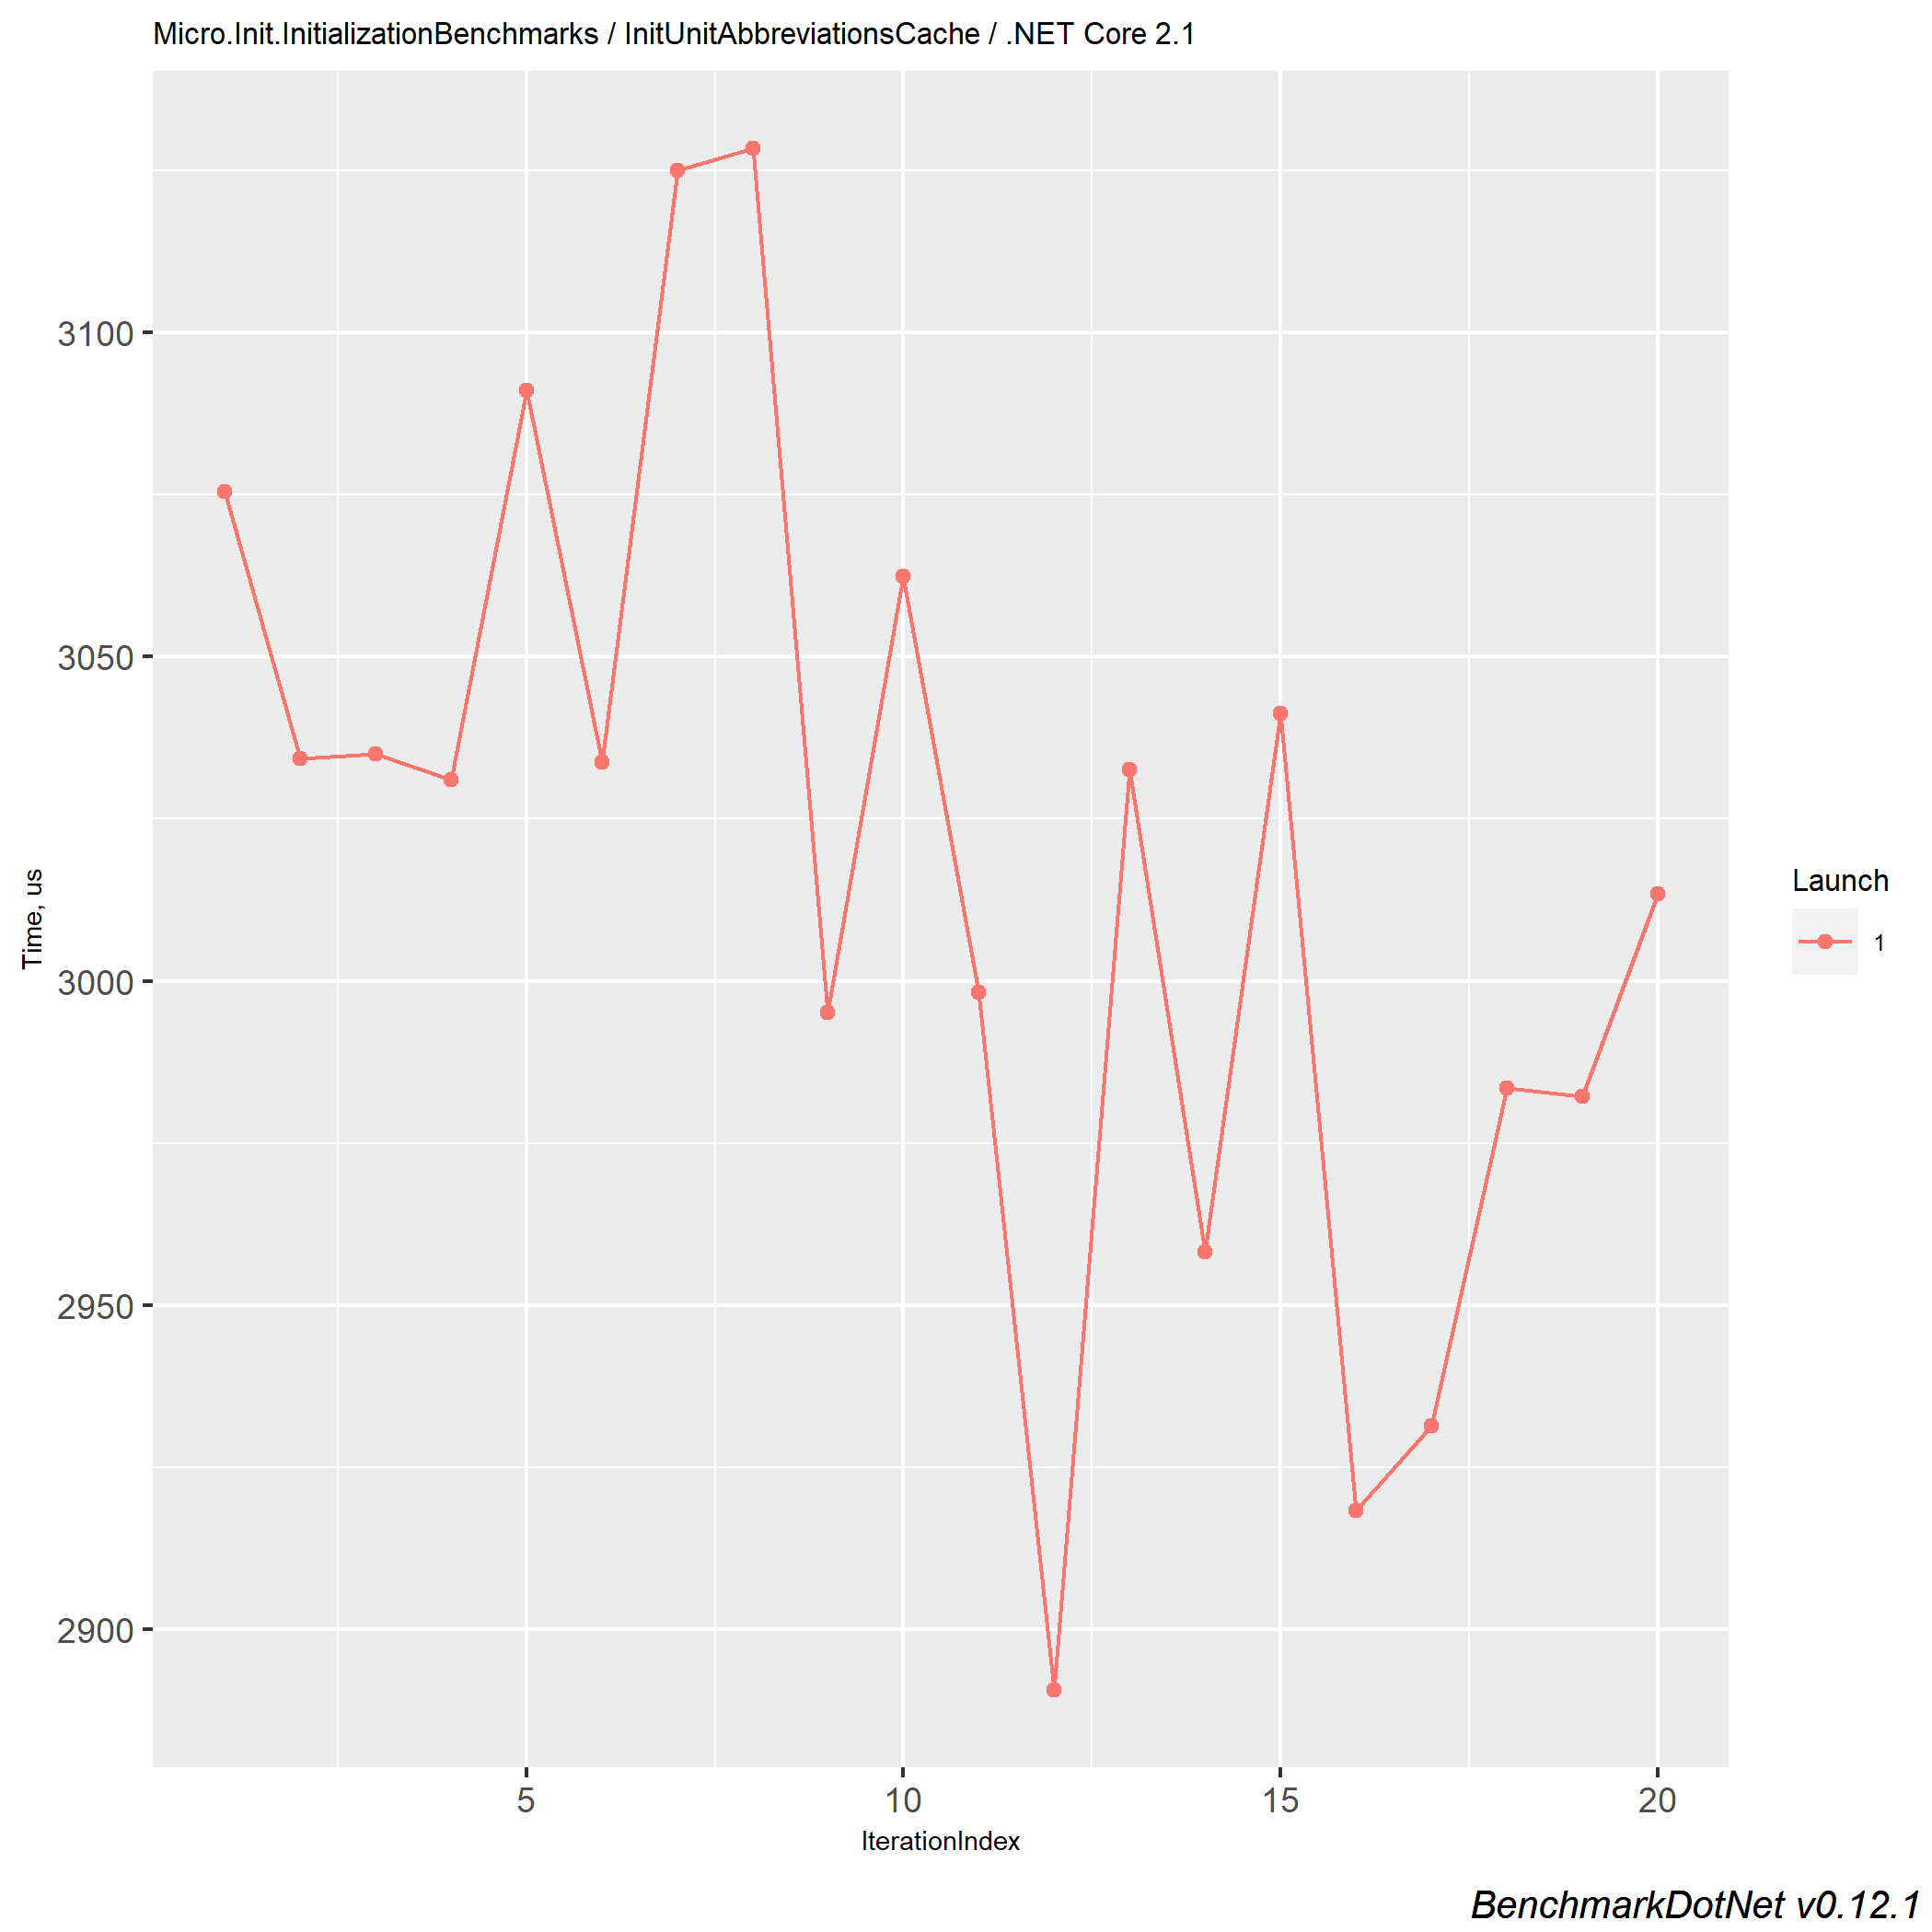 Micro.Init.InitializationBenchmarks / InitUnitAbbreviationsCache / .NET Core 2.1
3100
3050
3000
2950
2900
Time, us
5 10 15 20
IterationIndex
Launch
1
BenchmarkDotNet v0.12.1